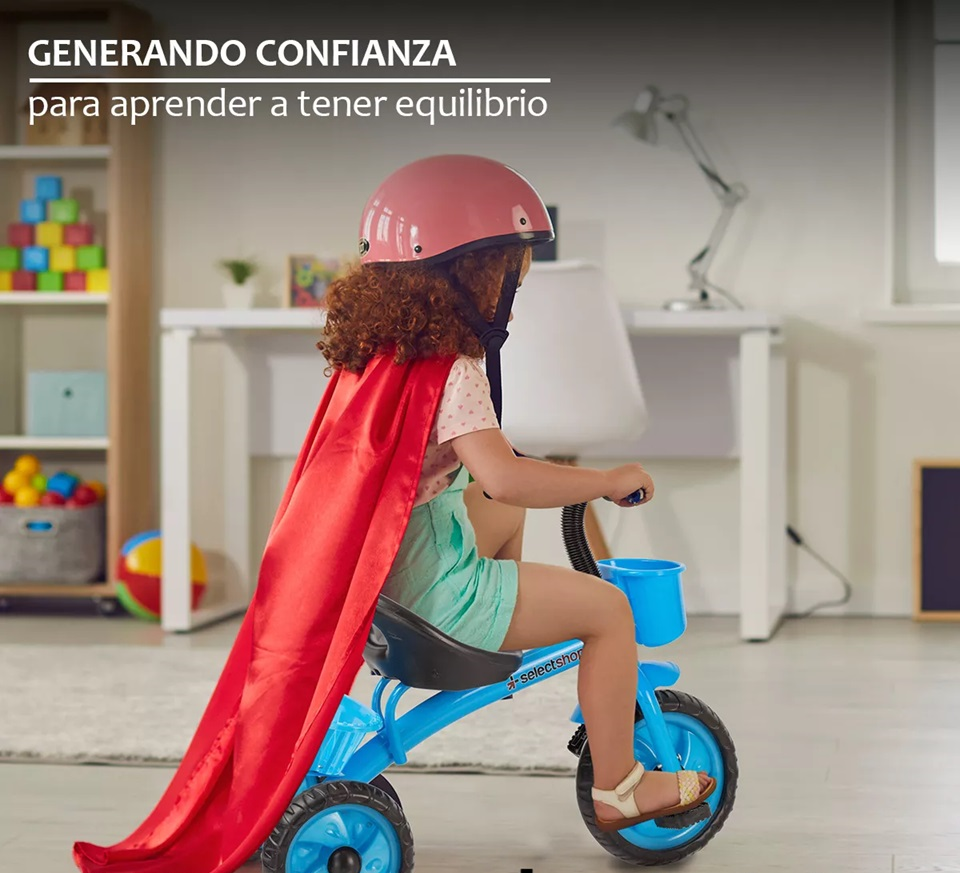 GENERANDO CONFIANZA
para aprender a tener equilibrio
selectshop